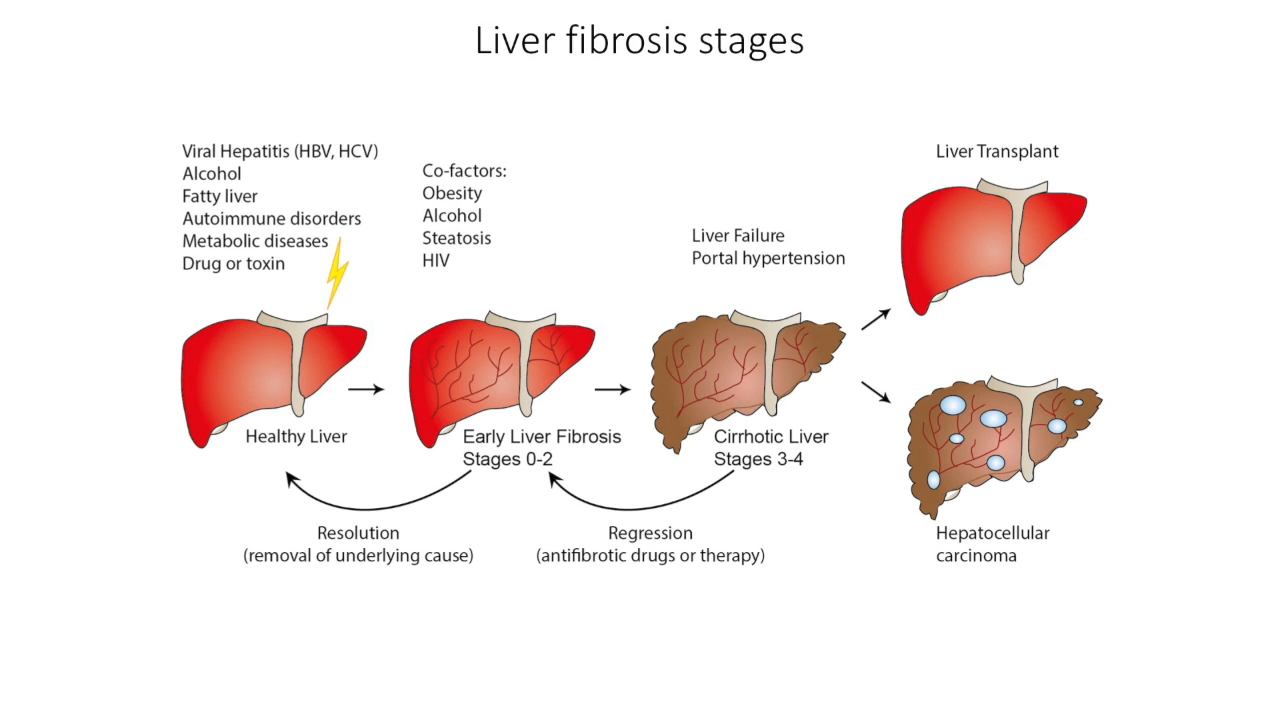 Liver fibrosis stages
Viral Hepatitis (HBV, HCV)
Alcohol
Fatty liver
Autoimmune disorders
Metabolic diseases
Drug or toxin
Co-factors:
Obesity
Alcohol
Steatosis
HIV
Liver Failure
Portal hypertension
Liver Transplant
Healthy Liver
Early Liver Fibrosis
Stages 0-2
Cirrhotic Liver
Stages 3-4
Resolution
(removal of underlying cause)
Regression
(antifibrotic drugs or therapy)
Hepatocellular
carcinoma